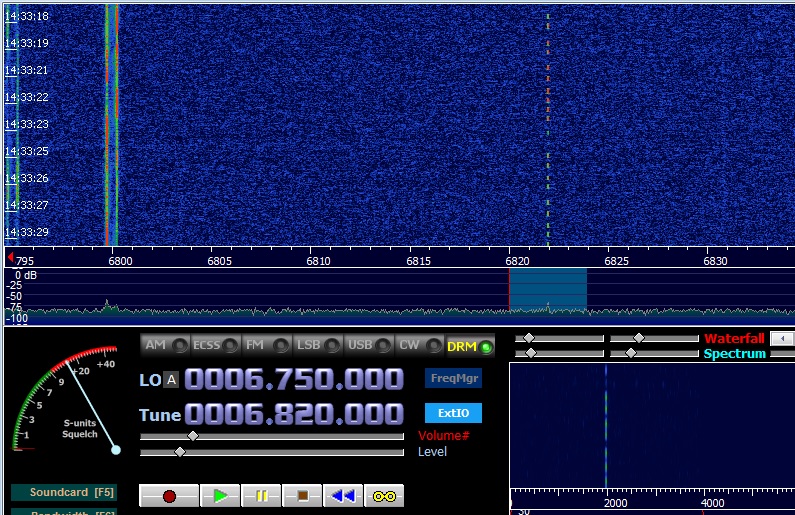 14:33:18
14:33:19
14:33:21
14:33:22
14:33:23
14:33:25
14:33:26
14:33:27
14:33:29
795 6800 6805 6810 6815 6820 6825 6830
0 dB
-25
-50
-75
-100
AM ECSS FM LSB USB CW DRM
Waterfall
Spectrum
LO A 0006.750.000 FreqMgr
Tune 0006.820.000 ExtIO
1 3 5 7 9 +20 +40
S-units
Squelch
Volume#
Level
Soundcard [F5]
Bandwidth [F6]
0 2000 4000
30